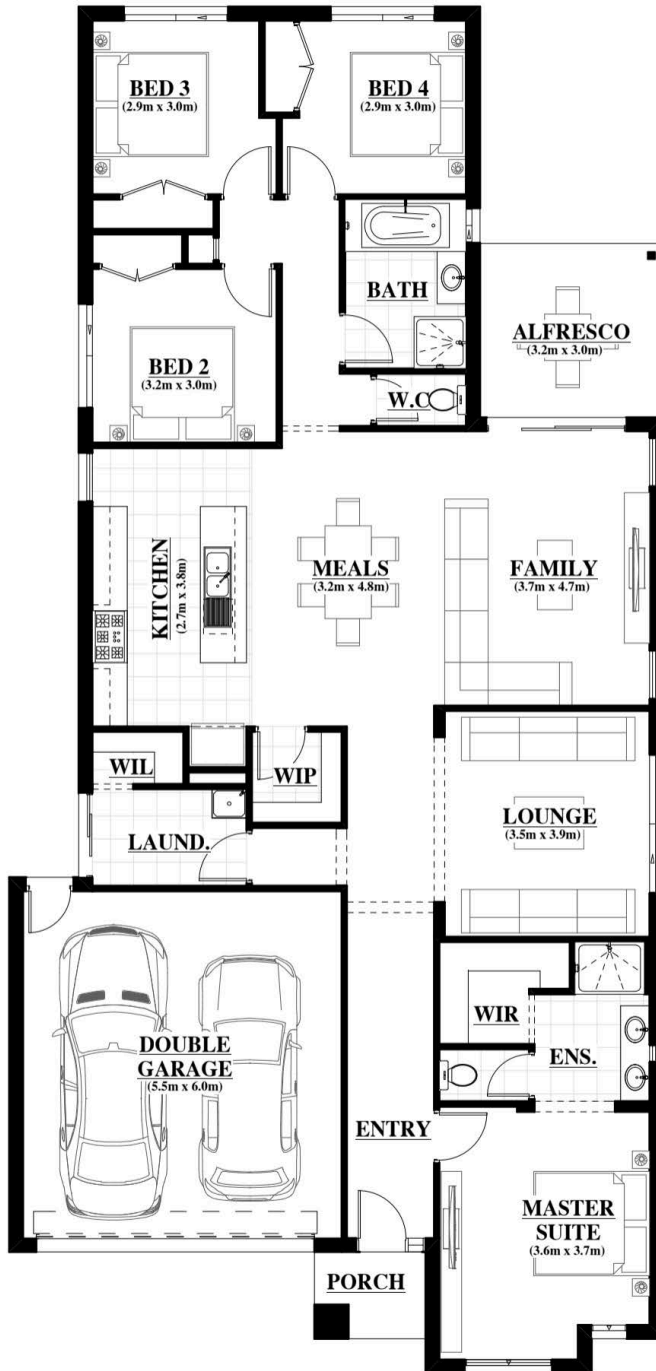 BED 3
(2.9m x 3.0m)
BED 4
(2.9m x 3.0m)
BATH
ALFRESCO
(3.2m x 3.0m)
BED 2
(3.2m x 3.0m)
W.C
KITCHEN
(2.7m x 3.8m)
MEALS
(3.2m x 4.8m)
FAMILY
(3.7m x 4.7m)
WIL
WIP
LOUNGE
(3.5m x 3.9m)
LAUND.
WIR
DOUBLE
GARAGE
(5.5m x 6.0m)
ENS.
ENTRY
MASTER
SUITE
(3.6m x 3.7m)
PORCH